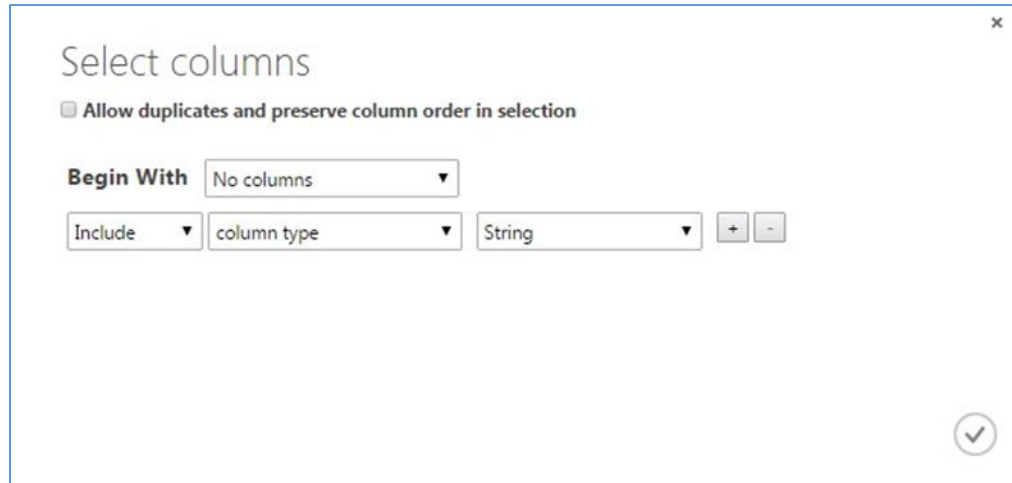 Select columns
Allow duplicates and preserve column order in selection
Begin With No columns
Include column type String + -